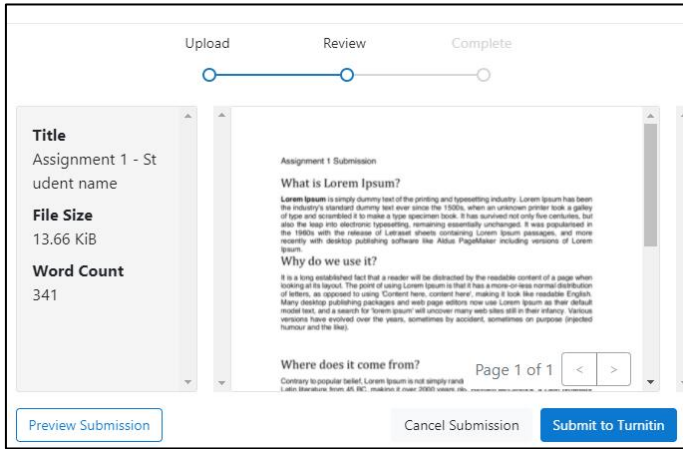 Upload Review Complete
Title
Assignment 1 - St
udent name
File Size
13.66 KiB
Word Count
341
Assignment 1 Submission
What is Lorem Ipsum?
Lorem Ipsum is simply dummy text of the printing and typesetting industry. Lorem Ipsum has been
the industry's standard dummy text ever since the 1500s, when an unknown printer took a galley
of type and scrambled it to make a type specimen book. It has survived not only five centuries, but
also the leap into electronic typesetting, remaining essentially unchanged. It was popularised in
the 1960s with the release of Letraset sheets containing Lorem Ipsum passages, and more
recently with desktop publishing software like Aldus PageMaker including versions of Lorem
Ipsum.
Why do we use it?
It is a long established fact that a reader will be distracted by the readable content of a page when
looking at its layout. The point of using Lorem Ipsum is that it has a more-or-less normal distribution
of letters, as opposed to using 'Content here, content here', making it look like readable English.
Many desktop publishing packages and web page editors now use Lorem Ipsum as their default
model text, and a search for 'lorem ipsum' will uncover many web sites still in their infancy. Various
versions have evolved over the years, sometimes by accident, sometimes on purpose (injected
humour and the like).
Where does it come from?
Page 1 of 1 < >
Contrary to popular belief, Lorem Ipsum is not simply rand
Latin literature from 45 BC, making it over 2000 years
Preview Submission
Cancel Submission
Submit to Turnitin